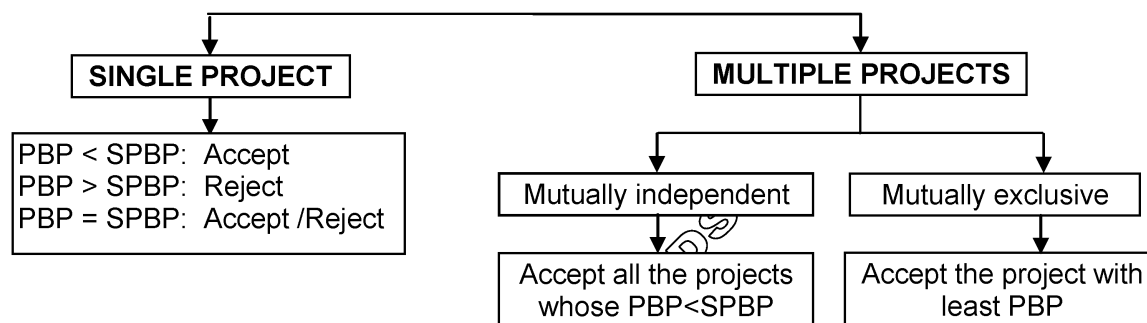 SINGLE PROJECT
PBP < SPBP: Accept
PBP > SPBP: Reject
PBP = SPBP: Accept /Reject
MULTIPLE PROJECTS
Mutually independent
Accept all the projects
whose PBP<SPBP
Mutually exclusive
Accept the project with
least PBP